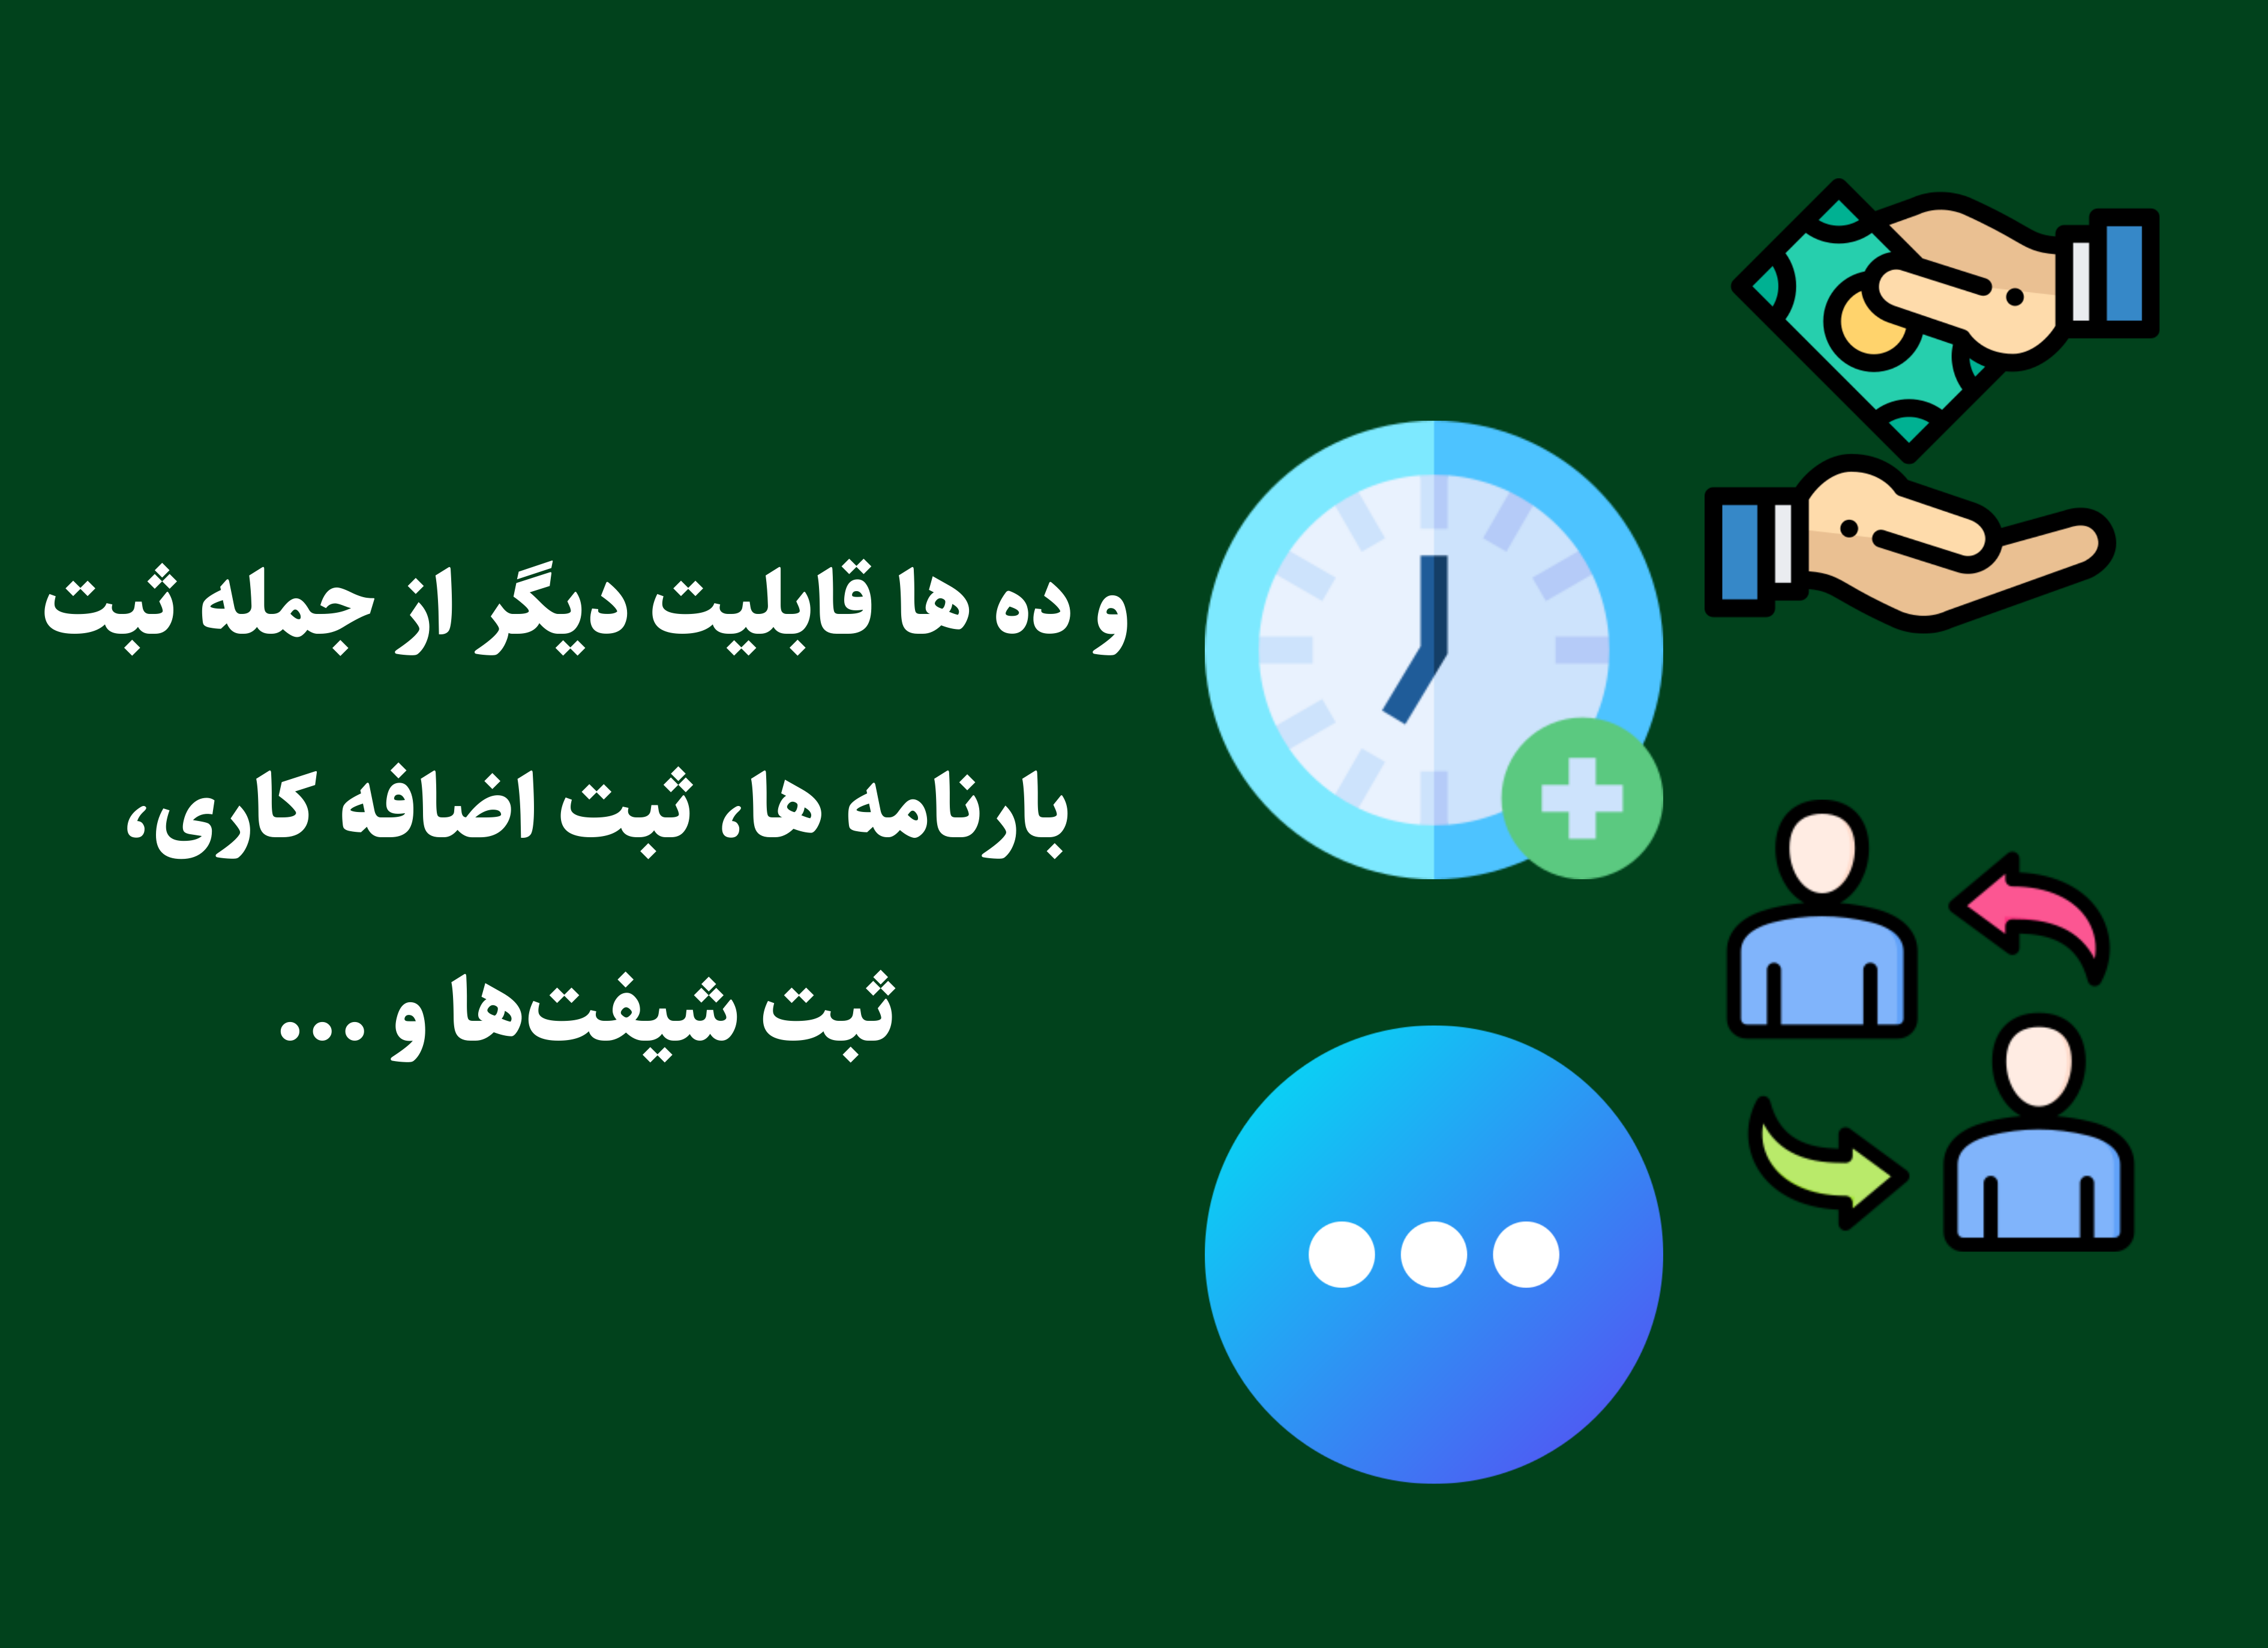 و ده ها قابلیت دیگر از جمله ثبت
بارنامه ها، ثبت اضافه کاری،
ثبت شیفت‌ها و ...